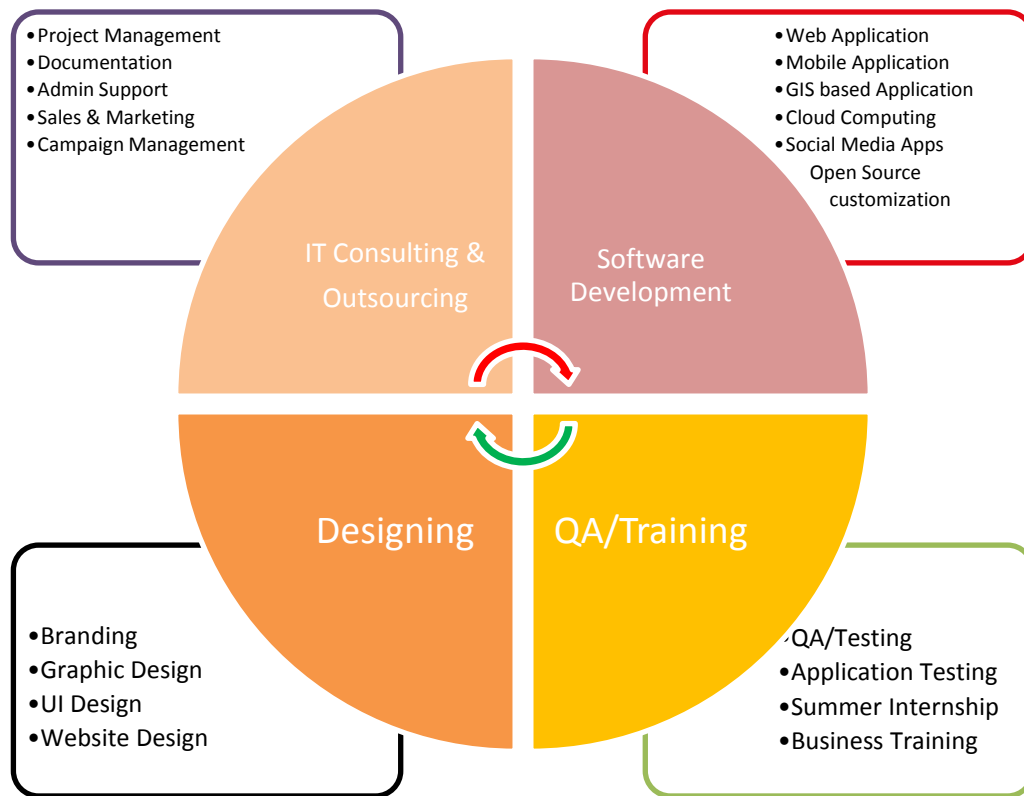 •Project Management
•Documentation
•Admin Support
•Sales & Marketing
•Campaign Management
•Web Application
•Mobile Application
•GIS based Application
•Cloud Computing
•Social Media Apps
Open Source
customization
IT Consulting &
Outsourcing
Software
Development
Designing
QA/Training
•Branding
•Graphic Design
•UI Design
•Website Design
•QA/Testing
•Application Testing
•Summer Internship
•Business Training